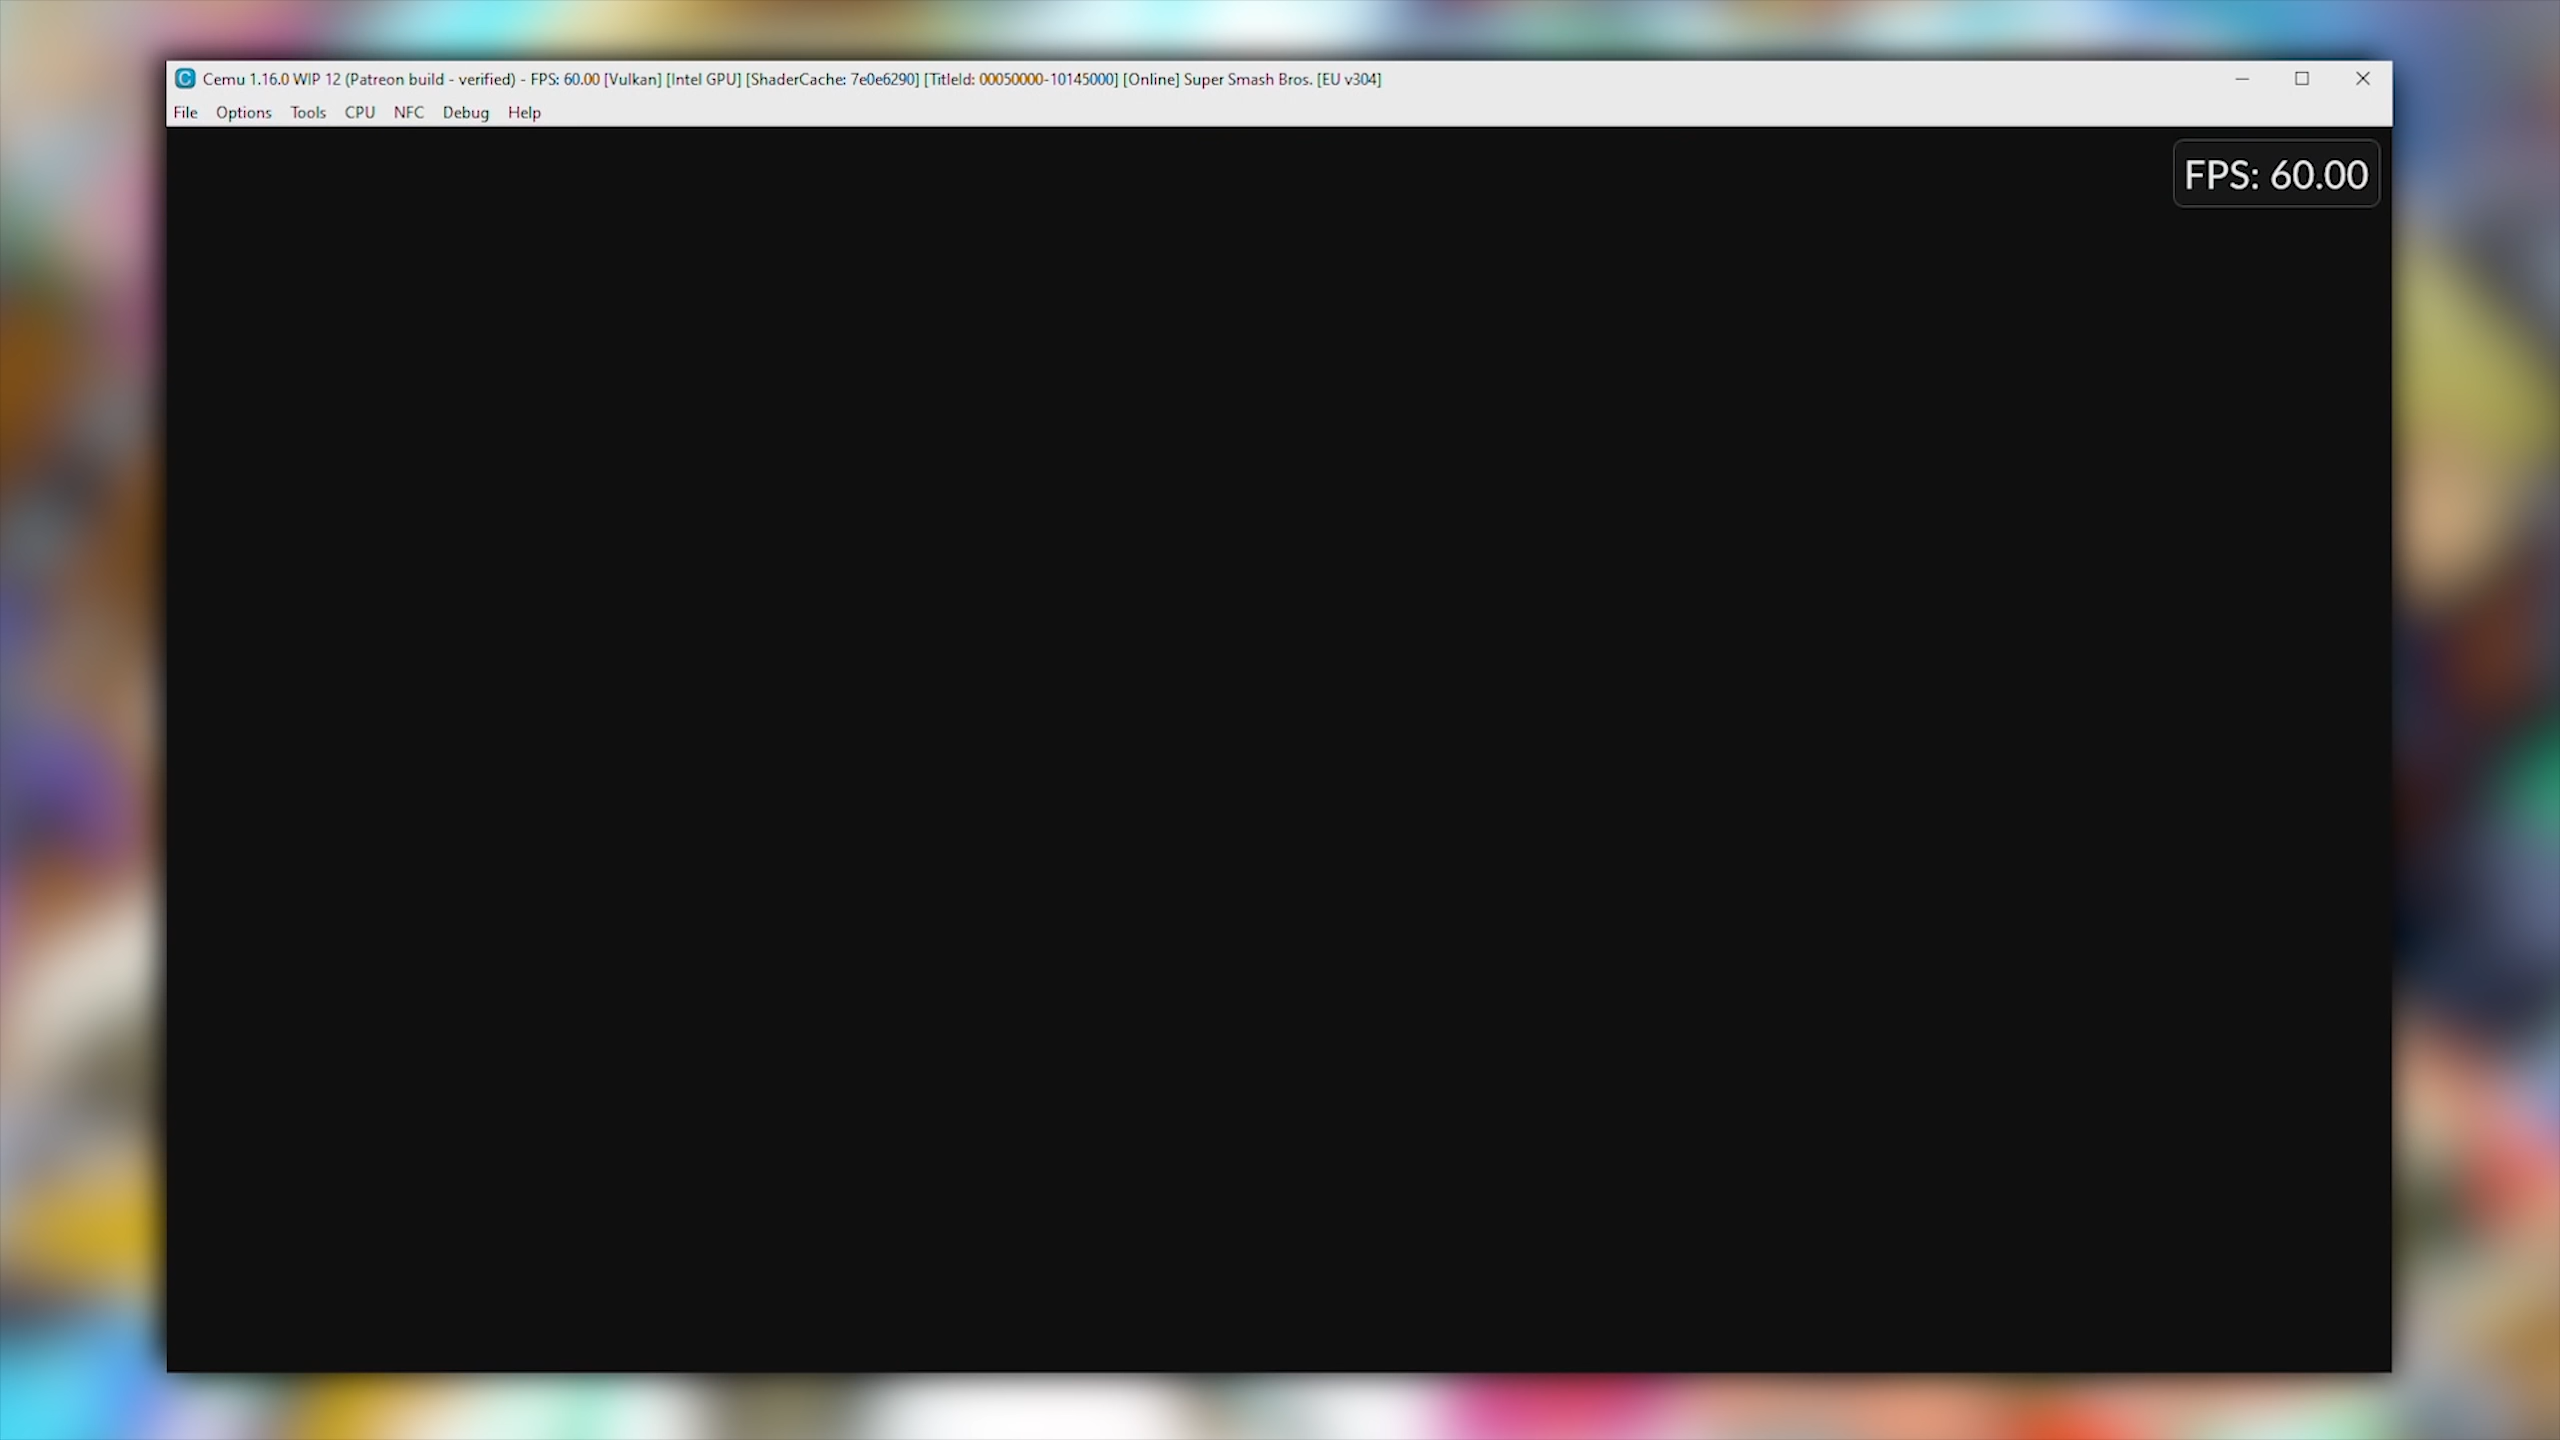 Cemu 1.16.0 WIP 12 (Patreon build - verified) - FPS: 60.00 [Vulkan] [Intel GPU] [ShaderCache: 7e0e6290] [TitleId: 00050000-10145000] [Online] Super Smash Bros. [EU v304]
File Options Tools CPU NFC Debug Help
FPS: 60.00